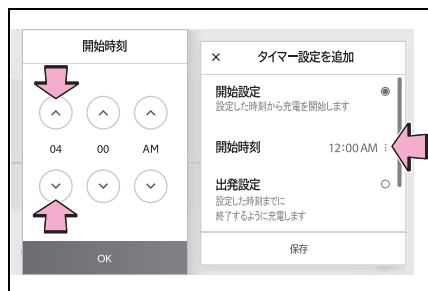 開始時刻
04 00 AM
OK
× タイマー設定を追加
開始設定
設定した時刻から充電を開始します
開始時刻 12:00 AM
出発設定
設定した時刻までに
終了するように充電します
保存